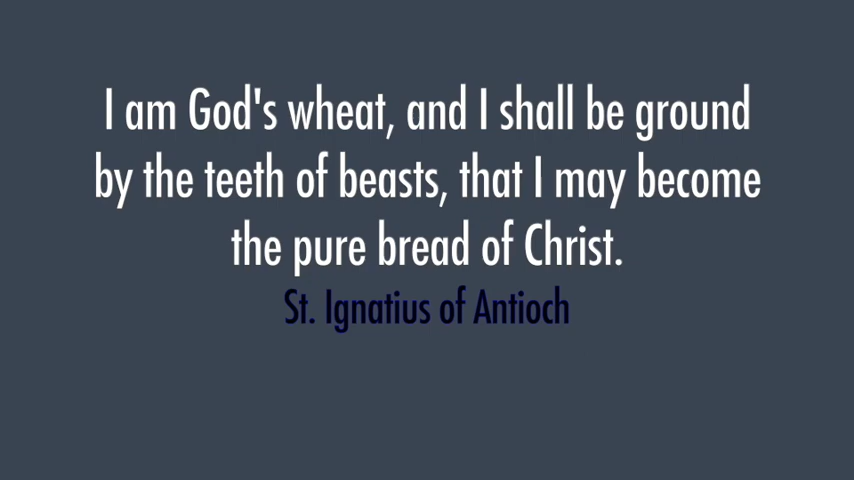 I am God's wheat, and I shall be ground
by the teeth of beasts, that I may become
the pure bread of Christ.
St. Ignatius of Antioch